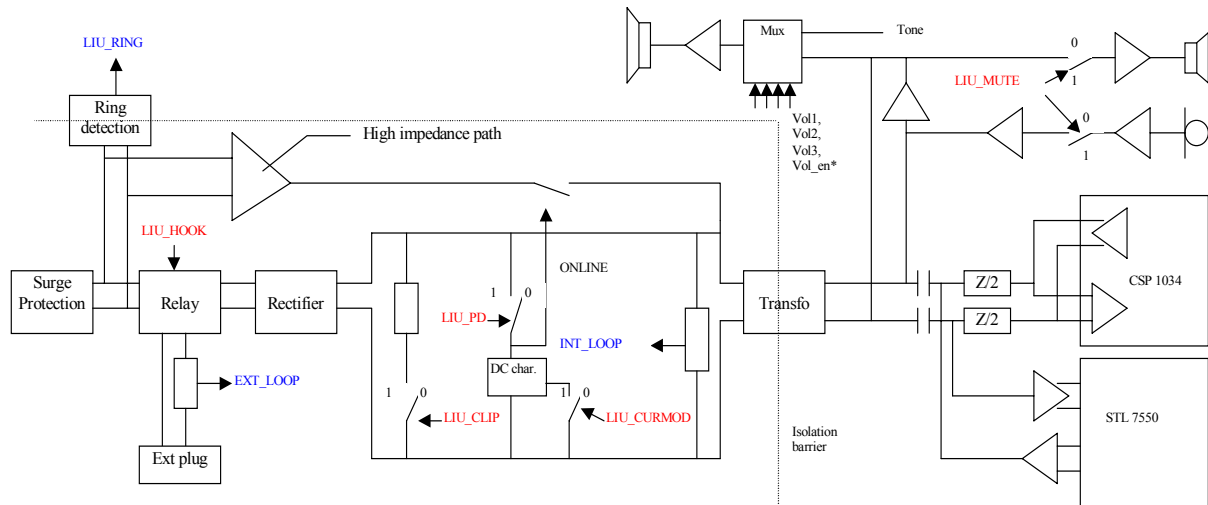 LIU_RING
Mux
Tone
0
LIU_MUTE
1
Ring
detection
High impedance path
Vol1,
Vol2,
Vol3,
Vol_en*
0
1
LIU_HOOK
Surge
Protection
Relay
Rectifier
ONLINE
1
0
LIU_PD
INT_LOOP
Transfo
Z/2
Z/2
CSP 1034
DC char.
EXT_LOOP
1
0
LIU_CLIP
1
0
LIU_CURMOD
Isolation
barrier
STL 7550
Ext plug